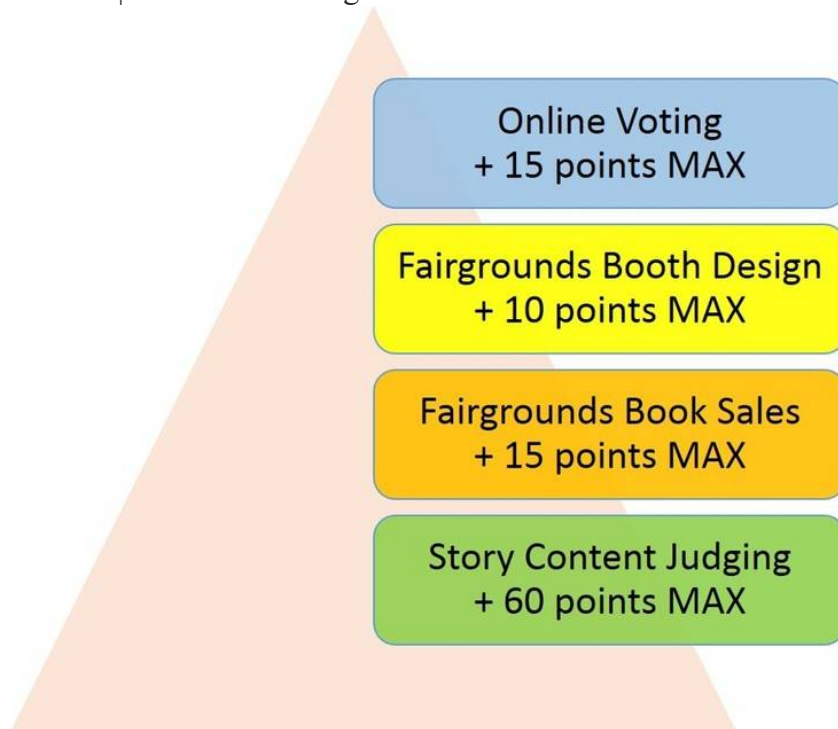 Online Voting
+ 15 points MAX
Fairgrounds Booth Design
+ 10 points MAX
Fairgrounds Book Sales
+ 15 points MAX
Story Content Judging
+ 60 points MAX